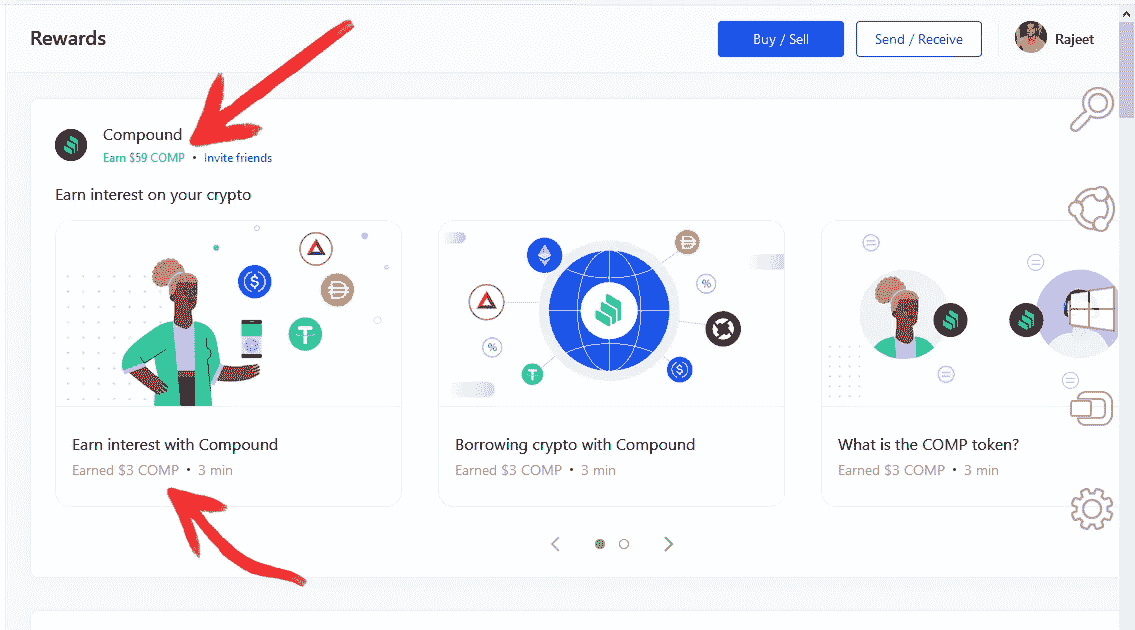 Rewards
Buy / Sell
Send / Receive
Rajeet
Compound
Earn $59 COMP • Invite friends
Earn interest on your crypto
$
%
%
$
Earn interest with Compound
Earned $3 COMP • 3 min
Borrowing crypto with Compound
Earned $3 COMP • 3 min
What is the COMP token?
Earned $3 COMP • 3 min